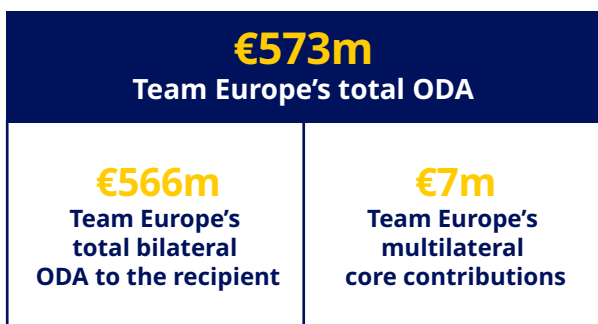 €573m
Team Europe’s total ODA
€566m
Team Europe’s
total bilateral
ODA to the recipient
€7m
Team Europe’s
multilateral
core contributions